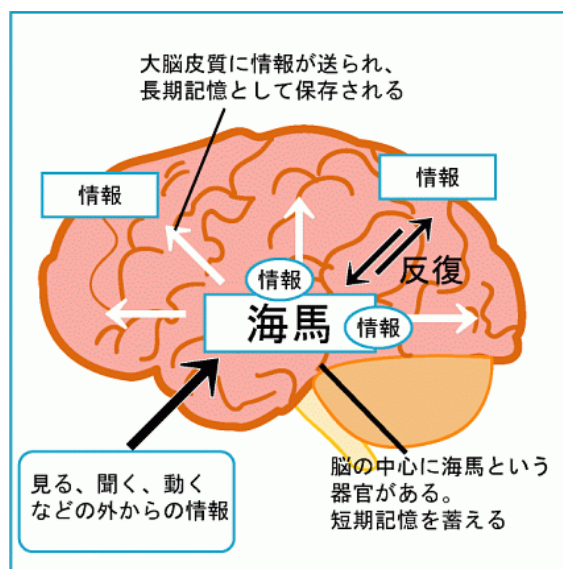 大脳皮質に情報が送られ、
長期記憶として保存される
情報
情報
反復
情報
海馬
情報
見る、聞く、動く
などの外からの情報
脳の中心に海馬という
器官がある。
短期記憶を蓄える